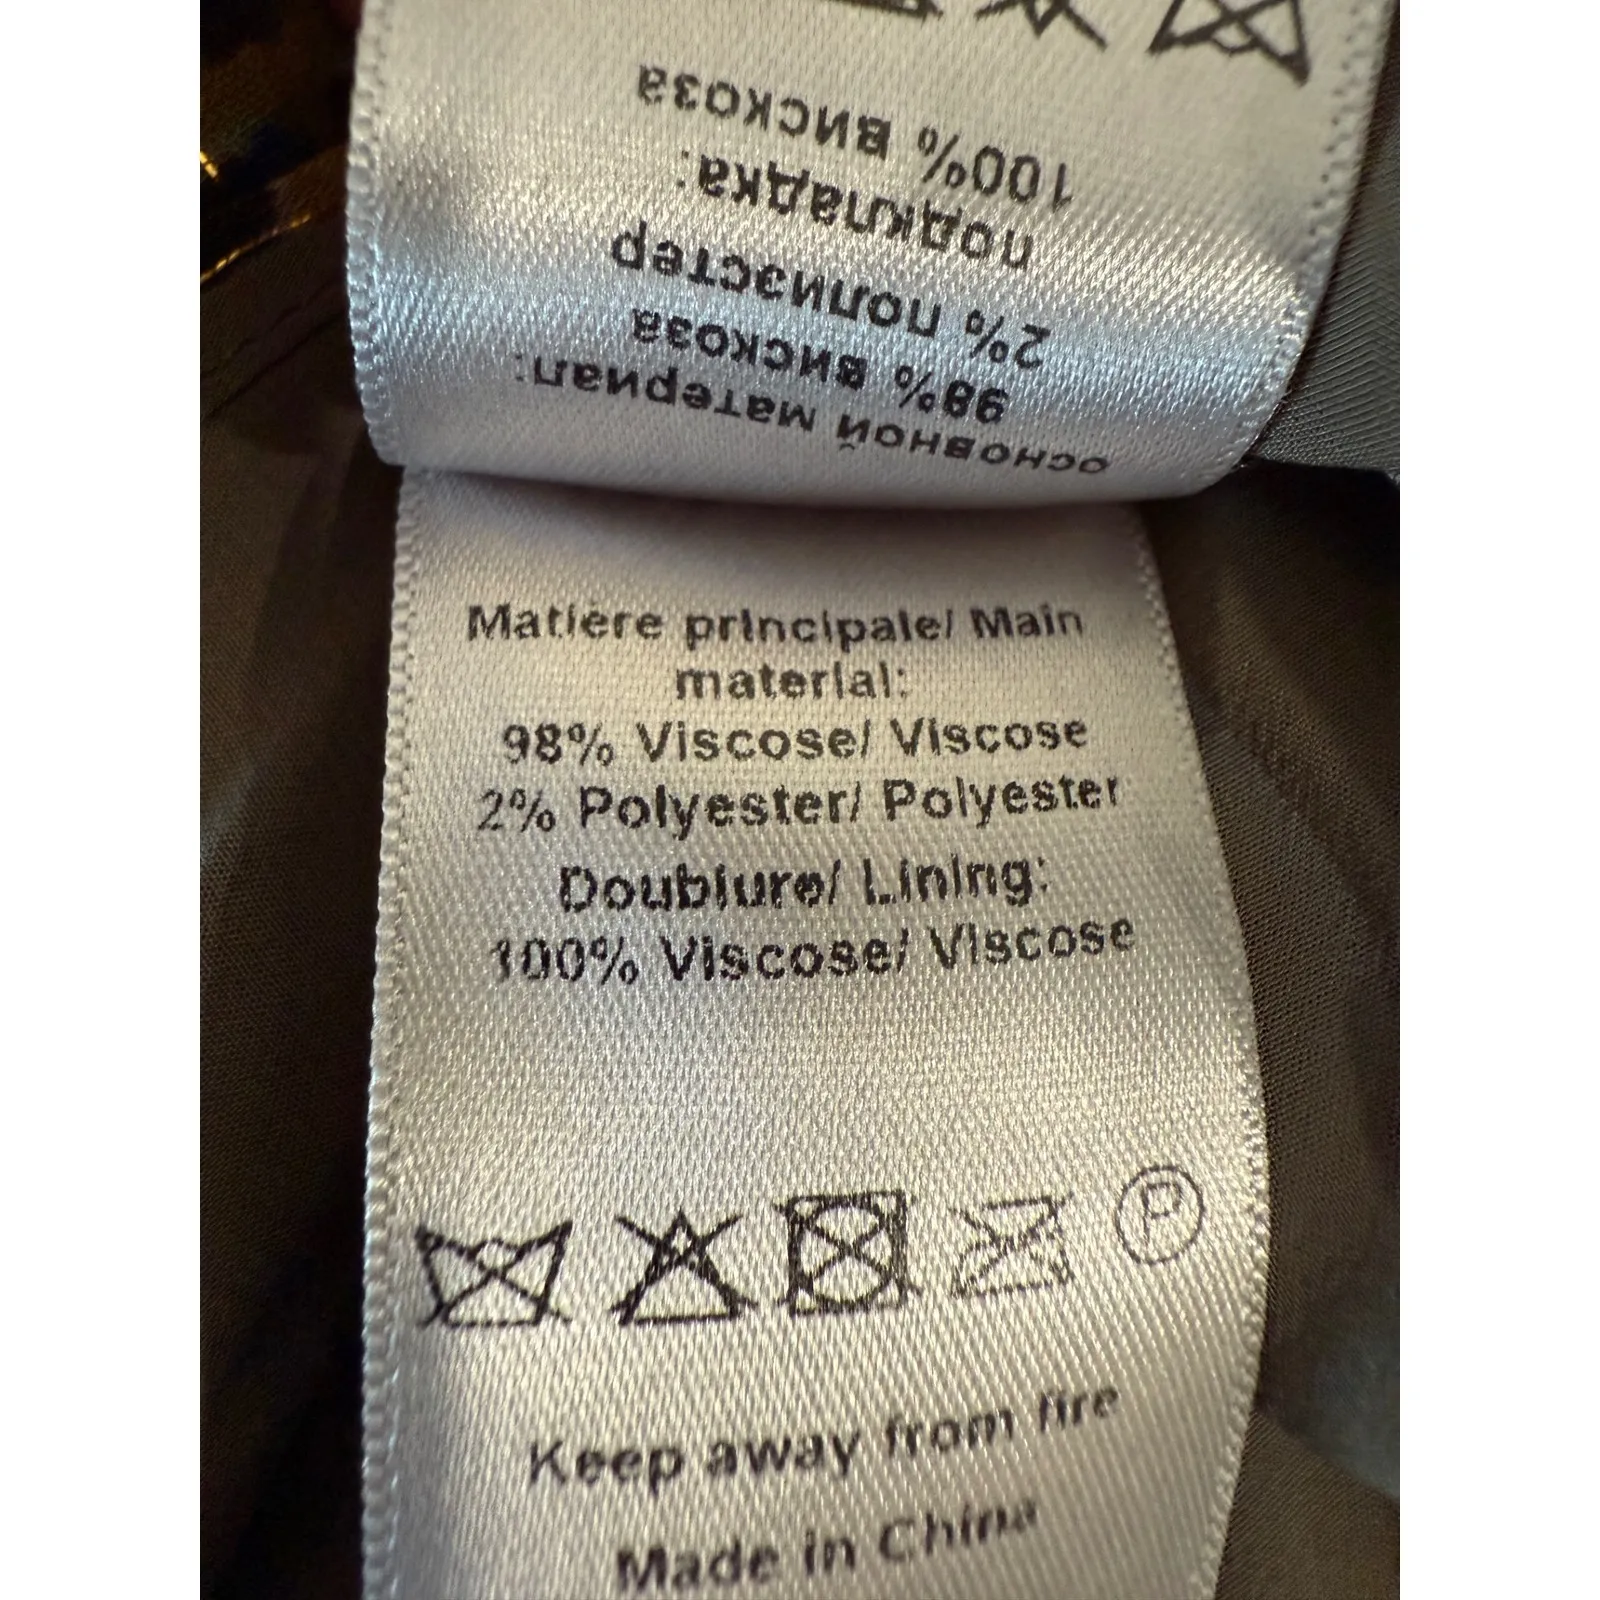 основной материал:
98% вискоза
2% полиэстер
подкладка:
100% вискоза
Matière principale/ Main
material:
98% Viscose/ Viscose
2% Polyester/ Polyester
Doublure/ Lining:
100% Viscose/ Viscose
P
Keep away from fire
Made in China